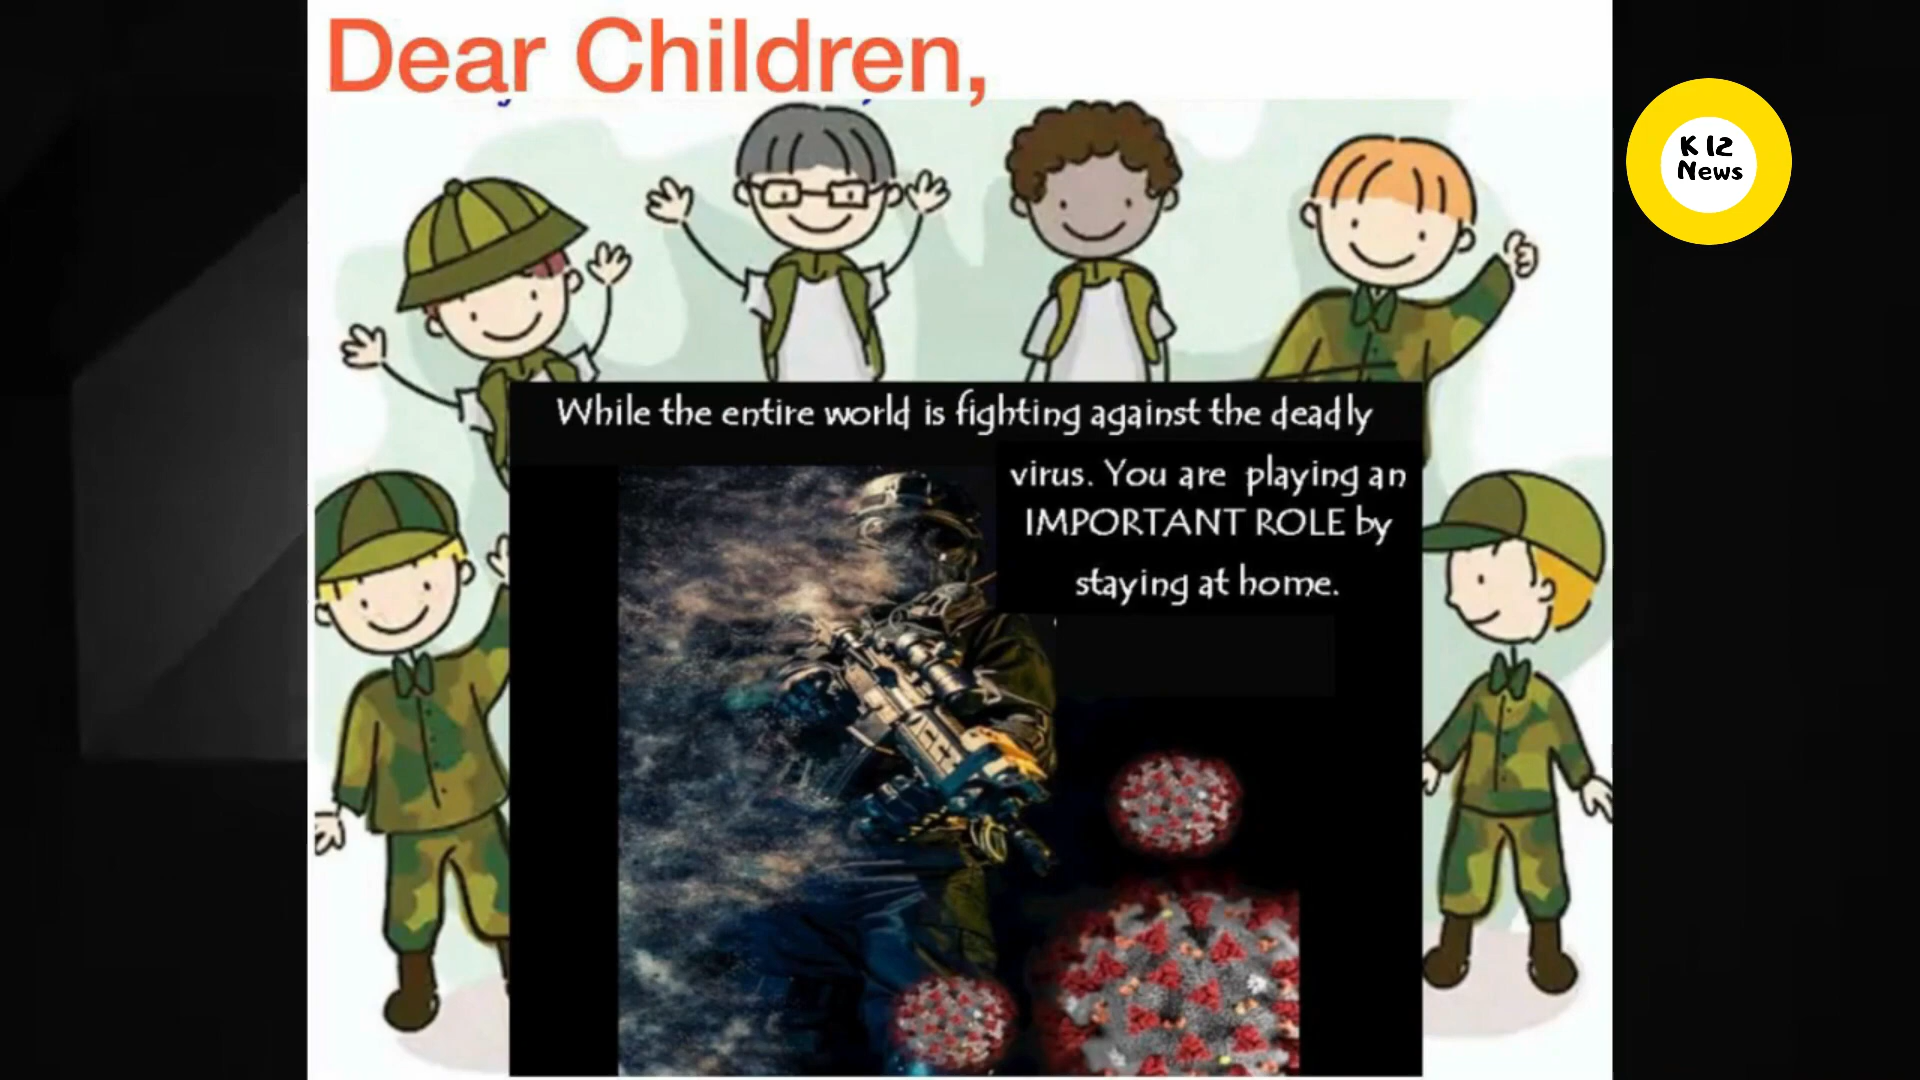 Dear Children,
K12
News
While the entire world is fighting against the deadly
virus. You are playing an
IMPORTANT ROLE by
staying at home.